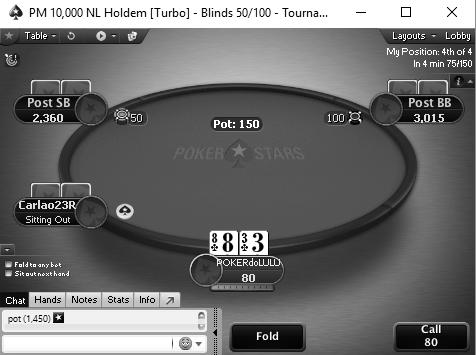 PM 10,000 NL Holdem [Turbo] - Blinds 50/100 - Tourna...
Table
Layouts
Lobby
My Position: 4th of 4
In 4 min 75/150
Post SB
2,360
50
Pot: 150
100
Post BB
3,015
POKER STARS
Carlao23R
Sitting Out
8 8 3 3
POKERdoLULU
80
Fold to any bet
Sit out next hand
Chat Hands Notes Stats Info
pot (1,450)
Fold
Call
80